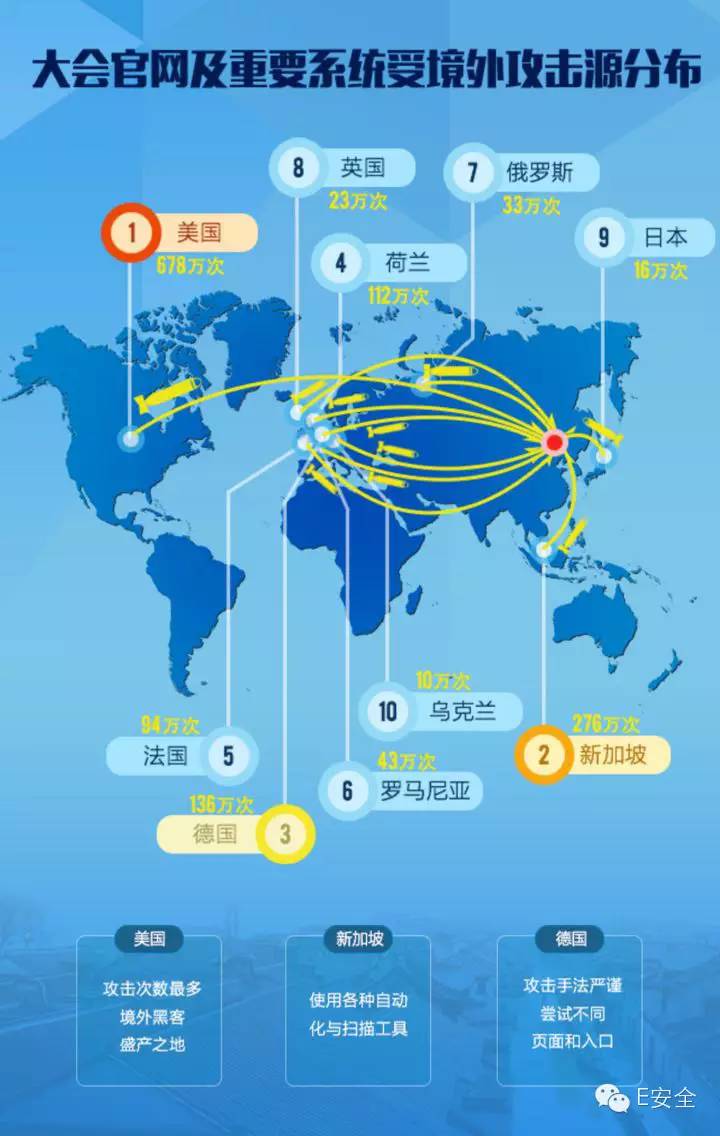 大会官网及重要系统受境外攻击源分布
8 英国
23万次
7 俄罗斯
33万次
1 美国
678万次
4 荷兰
112万次
9 日本
16万次
10万次
10 乌克兰
94万次
法国 5
276万次
2 新加坡
43万次
6 罗马尼亚
136万次
德国 3
美国
攻击次数最多
境外黑客
盛产之地
新加坡
使用各种自动
化与扫描工具
德国
攻击手法严谨
尝试不同
页面和入口
E安全